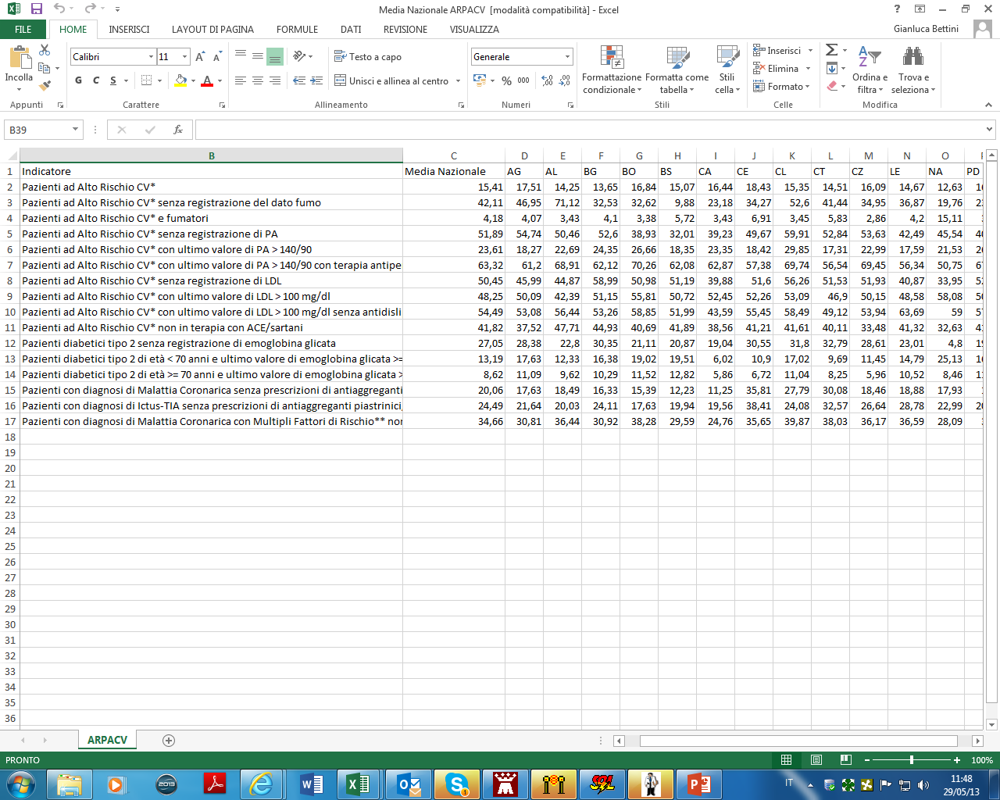 Media Nazionale ARPACV [modalità compatibilità] - Excel
FILE HOME INSERISCI LAYOUT DI PAGINA FORMULE DATI REVISIONE VISUALIZZA Gianluca Bettini
Incolla
Calibri 11
G C S
Testo a capo
Unisci e allinea al centro
Generale
% 000
Formattazione condizionale
Formatta come tabella
Stili cella
Inserisci
Elimina
Formato
Ordina e filtra
Trova e seleziona
Appunti Carattere Allineamento Numeri Stili Celle Modifica
B39 fx
B C D E F G H I J K L M N O
1 Indicatore Media Nazionale AG AL BG BO BS CA CE CL CT CZ LE NA PD
2 Pazienti ad Alto Rischio CV* 15,41 17,51 14,25 13,65 16,84 15,07 16,44 18,43 15,35 14,51 16,09 14,67 12,63
3 Pazienti ad Alto Rischio CV* senza registrazione del dato fumo 42,11 46,95 71,12 32,53 32,62 9,88 23,18 34,27 52,6 41,44 34,95 36,87 19,76
4 Pazienti ad Alto Rischio CV* e fumatori 4,18 4,07 3,43 4,1 3,38 5,72 3,43 6,91 3,45 5,83 2,86 4,2 15,11
5 Pazienti ad Alto Rischio CV* senza registrazione di PA 51,89 54,74 50,46 52,6 38,93 32,01 39,23 49,67 59,91 52,84 53,63 42,49 45,54
6 Pazienti ad Alto Rischio CV* con ultimo valore di PA > 140/90 23,61 18,27 22,69 24,35 26,66 18,35 23,35 18,42 29,85 17,31 22,99 17,59 21,53
7 Pazienti ad Alto Rischio CV* con ultimo valore di PA > 140/90 con terapia antipe 63,32 61,2 68,91 62,12 70,26 62,08 62,87 57,38 69,74 56,54 69,45 56,34 50,75
8 Pazienti ad Alto Rischio CV* senza registrazione di LDL 50,45 45,99 44,87 58,99 50,98 51,19 39,88 51,6 56,26 51,53 51,93 40,87 33,95
9 Pazienti ad Alto Rischio CV* con ultimo valore di LDL > 100 mg/dl 48,25 50,09 42,39 51,15 55,81 50,72 52,45 52,26 53,09 46,9 50,15 48,58 58,08
10 Pazienti ad Alto Rischio CV* con ultimo valore di LDL > 100 mg/dl senza antidisli 54,49 53,08 56,44 53,26 58,85 51,99 43,59 55,45 58,49 49,12 53,94 63,69 59
11 Pazienti ad Alto Rischio CV* non in terapia con ACE/sartani 41,82 37,52 47,71 44,93 40,69 41,89 38,56 41,21 41,61 40,11 33,48 41,32 32,63
12 Pazienti diabetici tipo 2 senza registrazione di emoglobina glicata 27,05 28,38 22,8 30,35 21,11 20,87 19,04 30,55 31,8 32,79 28,61 23,01 4,8
13 Pazienti diabetici tipo 2 di età < 70 anni e ultimo valore di emoglobina glicata >= 13,19 17,63 12,33 16,38 19,02 19,51 6,02 10,9 17,02 9,69 11,45 14,79 25,13
14 Pazienti diabetici tipo 2 di età >= 70 anni e ultimo valore di emoglobina glicata > 8,62 11,09 9,62 10,29 11,52 12,82 5,86 6,72 11,04 8,25 5,96 10,52 8,46
15 Pazienti con diagnosi di Malattia Coronarica senza prescrizioni di antiaggreganti 20,06 17,63 18,49 16,33 15,39 12,23 11,25 35,81 27,79 30,08 18,46 18,88 17,93
16 Pazienti con diagnosi di Ictus-TIA senza prescrizioni di antiaggreganti piastrinici, 24,49 21,64 20,03 24,11 17,63 19,94 19,56 38,41 24,08 32,57 26,64 28,78 22,99
17 Pazienti con diagnosi di Malattia Coronarica con Multipli Fattori di Rischio** nor 34,66 30,81 36,44 30,92 38,28 29,59 24,76 35,65 39,87 38,03 36,17 36,59 28,09
18
19
20
21
22
23
24
25
26
27
28
29
30
31
32
33
34
35
36
ARPACV
PRONTO 100%
IT 11:48
29/05/13